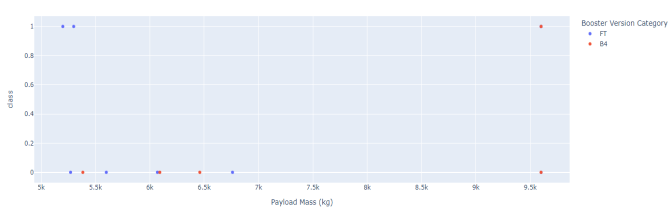 Booster Version Category
FT
B4
1
0.8
0.6
0.4
0.2
0
class
5k 5.5k 6k 6.5k 7k 7.5k 8k 8.5k 9k 9.5k
Payload Mass (kg)